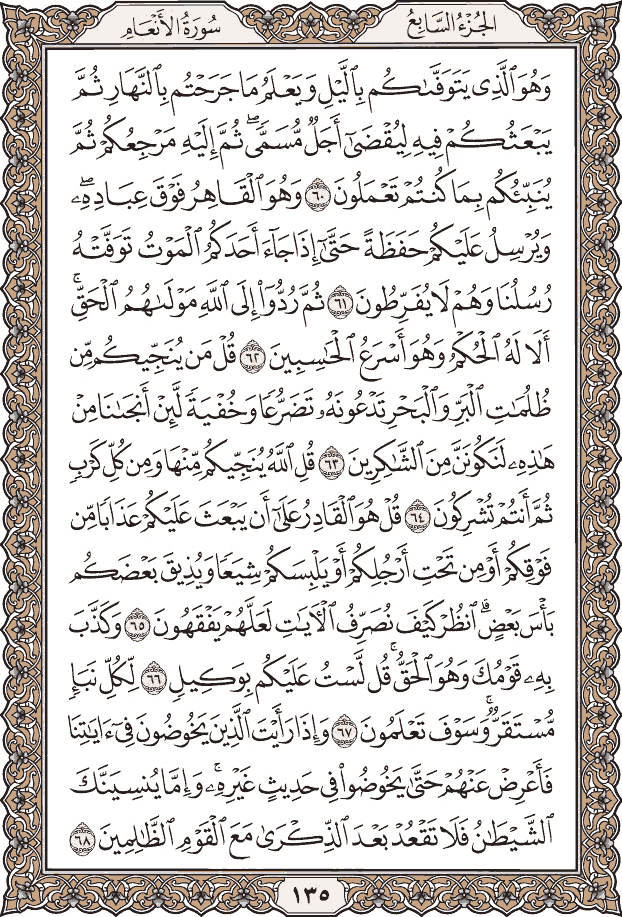 الجُزْءُ السَّابِعُ
سُورَةُ الأَنْعَامِ
وَهُوَ ٱلَّذِى يَتَوَفَّىٰكُم بِٱلَّيْلِ وَيَعْلَمُ مَا جَرَحْتُم بِٱلنَّهَارِ ثُمَّ
يَبْعَثُكُمْ فِيهِ لِيُقْضَىٰٓ أَجَلٌ مُّسَمًّى ۖ ثُمَّ إِلَيْهِ مَرْجِعُكُمْ ثُمَّ
يُنَبِّئُكُم بِمَا كُنتُمْ تَعْمَلُونَ ٦٠ وَهُوَ ٱلْقَاهِرُ فَوْقَ عِبَادِهِۦ ۖ
وَيُرْسِلُ عَلَيْكُمْ حَفَظَةً حَتَّىٰٓ إِذَا جَآءَ أَحَدَكُمُ ٱلْمَوْتُ تَوَفَّتْهُ
رُسُلُنَا وَهُمْ لَا يُفَرِّطُونَ ٦١ ثُمَّ رُدُّوٓا۟ إِلَى ٱللَّهِ مَوْلَىٰهُمُ ٱلْحَقِّ ۚ
أَلَا لَهُ ٱلْحُكْمُ وَهُوَ أَسْرَعُ ٱلْحَٰسِبِينَ ٦٢ قُلْ مَن يُنَجِّيكُم مِّن
ظُلُمَٰتِ ٱلْبَرِّ وَٱلْبَحْرِ تَدْعُونَهُۥ تَضَرُّعًا وَخُفْيَةً لَّئِنْ أَنجَىٰنَا مِنْ
هَٰذِهِۦ لَنَكُونَنَّ مِنَ ٱلشَّٰكِرِينَ ٦٣ قُلِ ٱللَّهُ يُنَجِّيكُم مِّنْهَا وَمِن كُلِّ كَرْبٍ
ثُمَّ أَنتُمْ تُشْرِكُونَ ٦٤ قُلْ هُوَ ٱلْقَادِرُ عَلَىٰٓ أَن يَبْعَثَ عَلَيْكُمْ عَذَابًا مِّن
فَوْقِكُمْ أَوْ مِن تَحْتِ أَرْجُلِكُمْ أَوْ يَلْبِسَكُمْ شِيَعًا وَيُذِيقَ بَعْضَكُم
بَأْسَ بَعْضٍ ۗ ٱنظُرْ كَيْفَ نُصَرِّفُ ٱلْءَايَٰتِ لَعَلَّهُمْ يَفْقَهُونَ ٦٥ وَكَذَّبَ
بِهِۦ قَوْمُكَ وَهُوَ ٱلْحَقُّ ۚ قُل لَّسْتُ عَلَيْكُم بِوَكِيلٍ ٦٦ لِّكُلِّ نَبَإٍ
مُّسْتَقَرٌّ ۚ وَسَوْفَ تَعْلَمُونَ ٦٧ وَإِذَا رَأَيْتَ ٱلَّذِينَ يَخُوضُونَ فِىٓ ءَايَٰتِنَا
فَأَعْرِضْ عَنْهُمْ حَتَّىٰ يَخُوضُوا۟ فِى حَدِيثٍ غَيْرِهِۦ ۚ وَإِمَّا يُنسِيَنَّكَ
ٱلشَّيْطَٰنُ فَلَا تَقْعُدْ بَعْدَ ٱلذِّكْرَىٰ مَعَ ٱلْقَوْمِ ٱلظَّٰلِمِينَ ٦٨
١٣٥